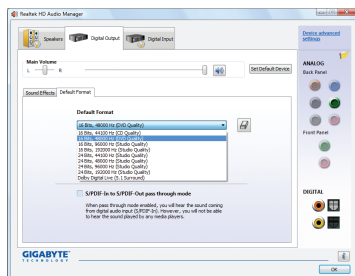 Realtek HD Audio Manager
Speakers
Digital Output
Digital Input
Device advanced settings
Main Volume
L
R
Set Default Device
ANALOG
Back Panel
Sound Effects
Default Format
Default Format
16 Bits, 48000 Hz (DVD Quality)
16 Bits, 44100 Hz (CD Quality)
16 Bits, 48000 Hz (DVD Quality)
16 Bits, 96000 Hz (Studio Quality)
16 Bits, 192000 Hz (Studio Quality)
24 Bits, 44100 Hz (Studio Quality)
24 Bits, 48000 Hz (Studio Quality)
24 Bits, 96000 Hz (Studio Quality)
24 Bits, 192000 Hz (Studio Quality)
Dolby Digital Live (5.1 Surround)
Front Panel
S/PDIF-In to S/PDIF-Out pass through mode
When pass through mode enabled, you will hear the sound coming
from digital audio input (S/PDIF-In). However, you will not be able
to hear the sound played by any media players.
DIGITAL
GIGABYTE
TECHNOLOGY
OK